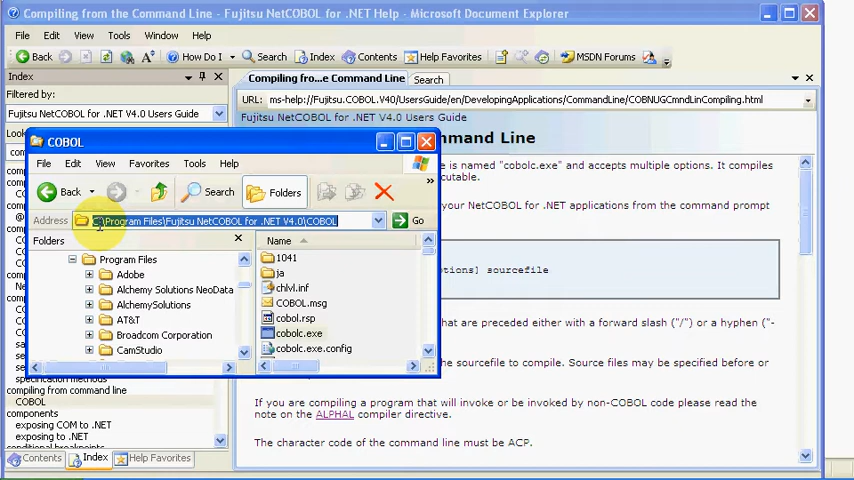 Compiling from the Command Line - Fujitsu NetCOBOL for .NET Help - Microsoft Document Explorer
File Edit View Tools Window Help
Back How Do I Search Index Contents Help Favorites MSDN Forums
Index
Filtered by:
Fujitsu NetCOBOL for .NET V4.0 Users Guide
Compiling fro...e Command Line Search
URL: ms-help://Fujitsu.COBOL.V40/UsersGuide/en/DevelopingApplications/CommandLine/COBNUGCmndLinCompiling.html
Fujitsu NetCOBOL for .NET V4.0 Users Guide
mmand Line
e is named "cobolc.exe" and accepts multiple options. It compiles
cutable.
your NetCOBOL for .NET applications from the command prompt
ptions] sourcefile
hat are preceded either with a forward slash ("/") or a hyphen ("-
the sourcefile to compile. Source files may be specified before or
If you are compiling a program that will invoke or be invoked by non-COBOL code please read the
note on the ALPHAL compiler directive.
The character code of the command line must be ACP.
COBOL
File Edit View Favorites Tools Help
Back Search Folders
Address C:\Program Files\Fujitsu NetCOBOL for .NET V4.0\COBOL Go
Folders
Program Files
Adobe
Alchemy Solutions NeoData
AlchemySolutions
AT&T
Broadcom Corporation
CamStudio
Name
1041
ja
chlvl.inf
COBOL.msg
cobol.rsp
cobolc.exe
cobolc.exe.config
specification methods
compiling from command line
COBOL
components
exposing COM to .NET
exposing to .NET
conditional breakpoints
Contents Index Help Favorites